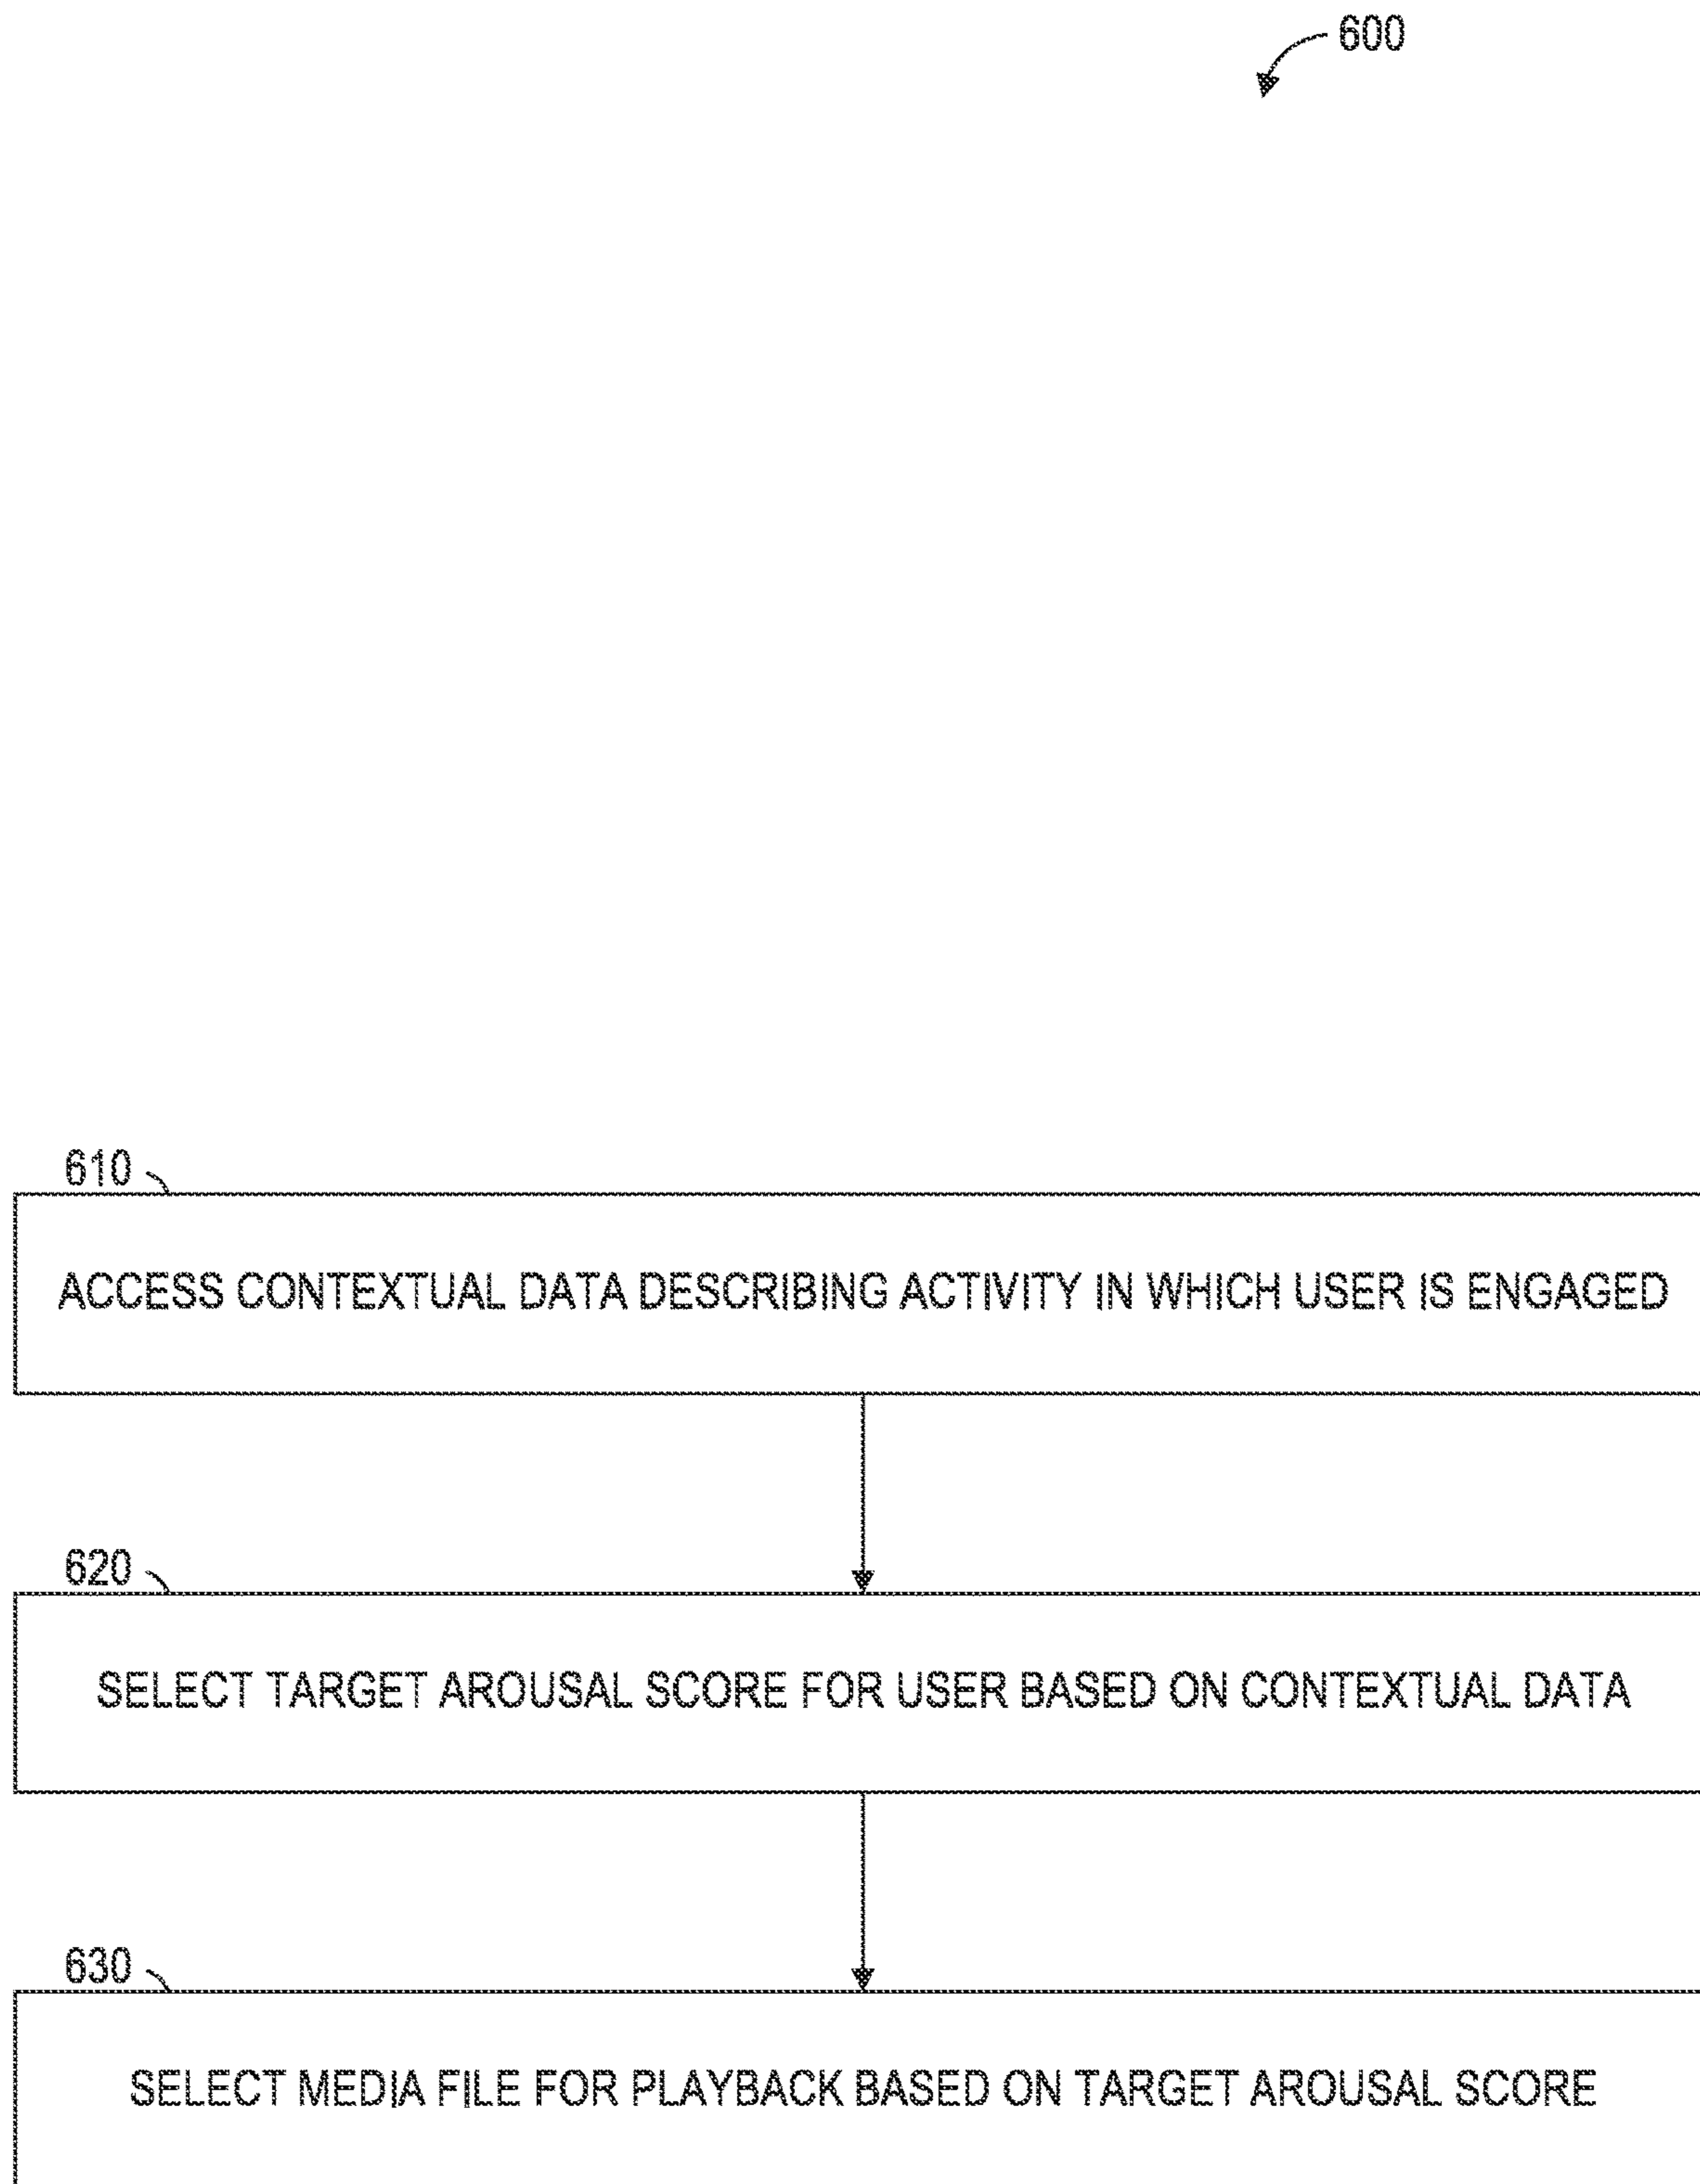 600
610
ACCESS CONTEXTUAL DATA DESCRIBING ACTIVITY IN WHICH USER IS ENGAGED
620
SELECT TARGET AROUSAL SCORE FOR USER BASED ON CONTEXTUAL DATA
630
SELECT MEDIA FILE FOR PLAYBACK BASED ON TARGET AROUSAL SCORE